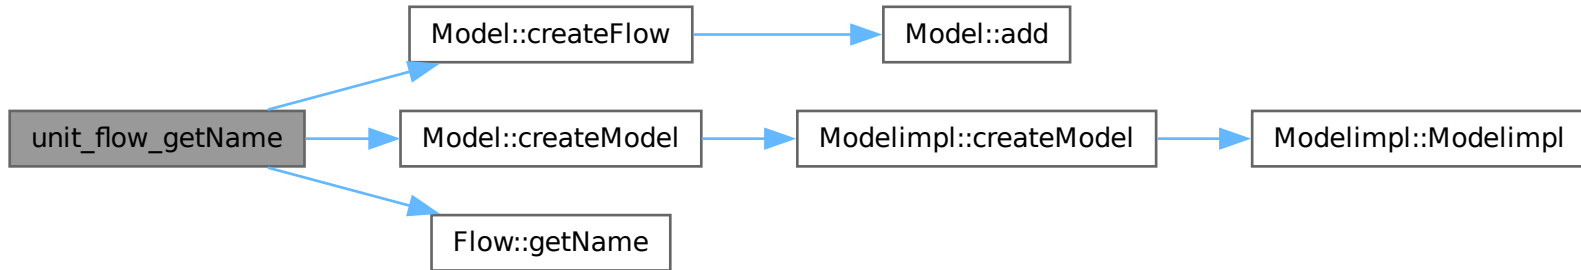 Model::createFlow
Model::add
unit_flow_getName
Model::createModel
Modelimpl::createModel
Modelimpl::Modelimpl
Flow::getName